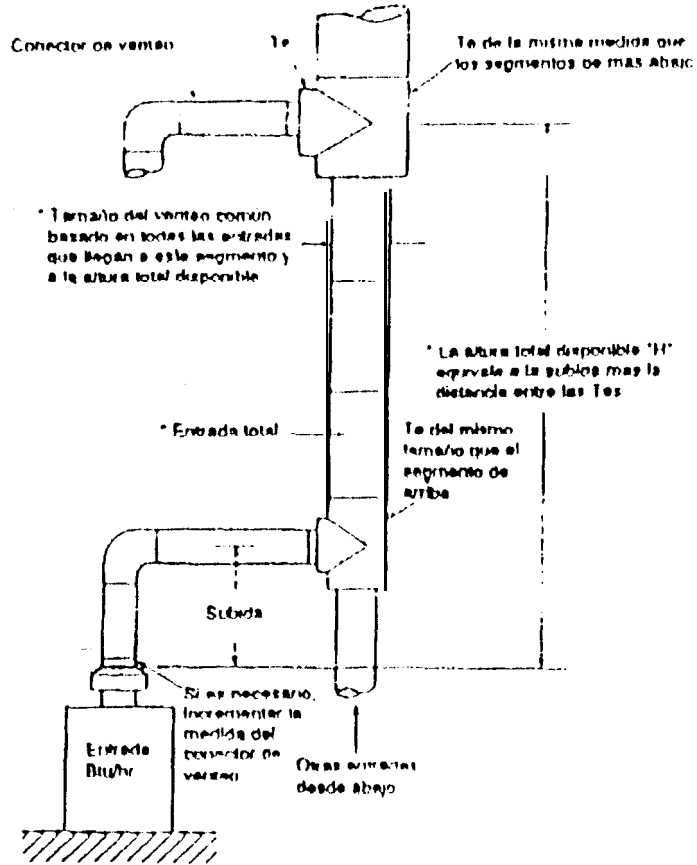 Conector de venteo
Te
Te de la misma medida que
los segmentos de mas abajo
* Tamaño del venteo común
basado en todas las entradas
que llegan a este segmento y
a la altura total disponible
* La altura total disponible "H"
equivale a la subida mas la
distancia entre las Tes
* Entrada total
Te del mismo
tamaño que el
segmento de
arriba
Subida
Si es necesario,
incrementar la
medida del
conector de
venteo
Entrada
Btu/hr
Otras entradas
desde abajo